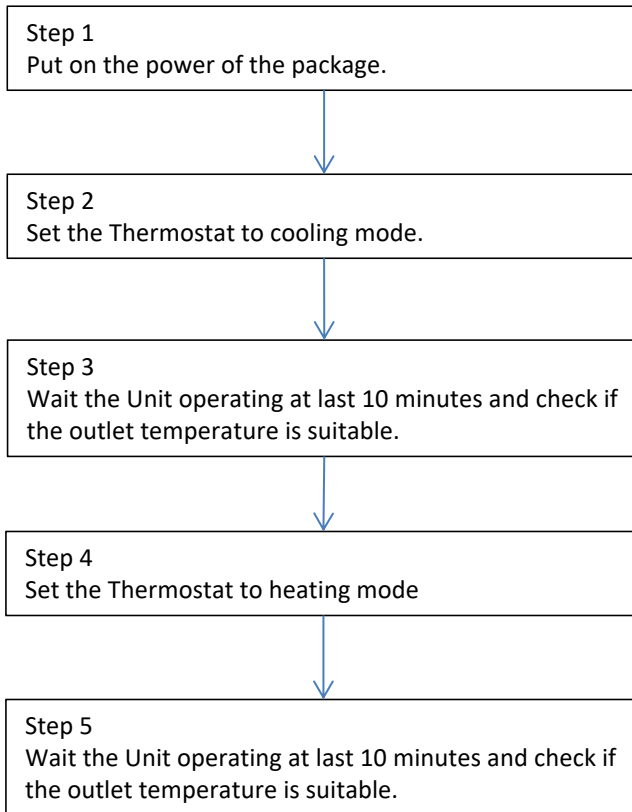 Step 1
Put on the power of the package.
Step 2
Set the Thermostat to cooling mode.
Step 3
Wait the Unit operating at last 10 minutes and check if
the outlet temperature is suitable.
Step 4
Set the Thermostat to heating mode
Step 5
Wait the Unit operating at last 10 minutes and check if
the outlet temperature is suitable.